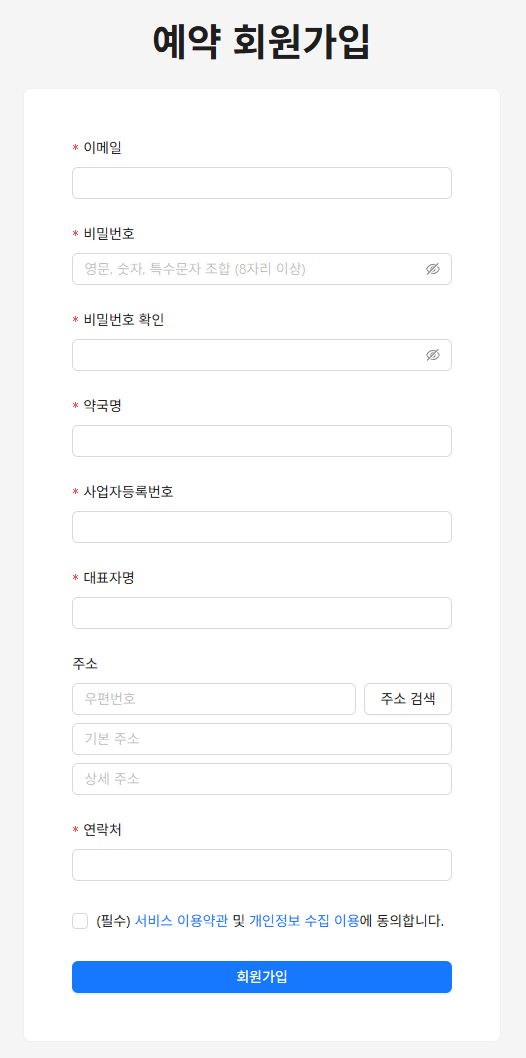 예약 회원가입
* 이메일
* 비밀번호
영문, 숫자, 특수문자 조합 (8자리 이상)
* 비밀번호 확인
* 약국명
* 사업자등록번호
* 대표자명
주소
우편번호 주소 검색
기본 주소
상세 주소
* 연락처
(필수) 서비스 이용약관 및 개인정보 수집 이용에 동의합니다.
회원가입